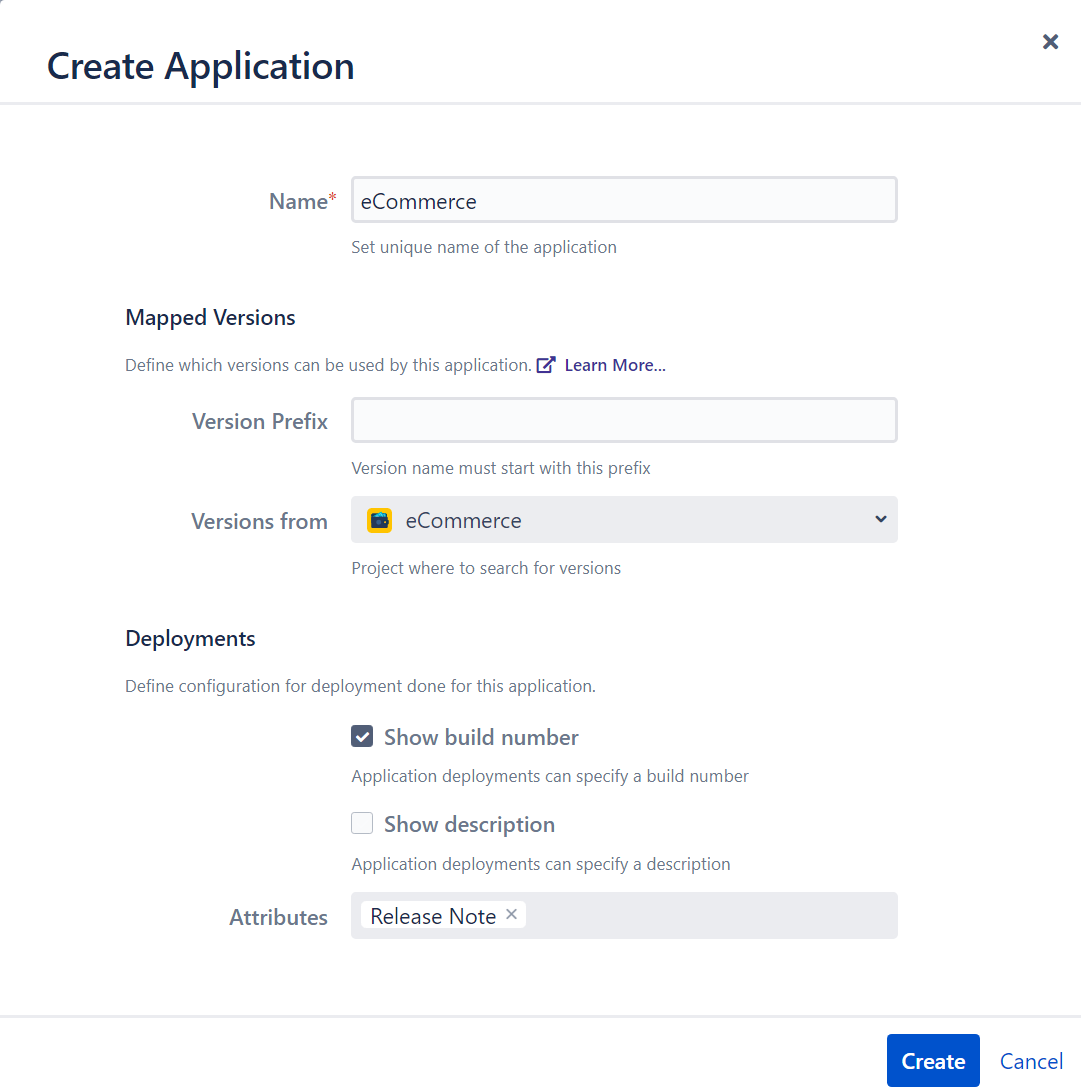 Create Application
Name*
eCommerce
Set unique name of the application
Mapped Versions
Define which versions can be used by this application. Learn More...
Version Prefix
Version name must start with this prefix
Versions from
eCommerce
Project where to search for versions
Deployments
Define configuration for deployment done for this application.
Show build number
Application deployments can specify a build number
Show description
Application deployments can specify a description
Attributes
Release Note
Create Cancel